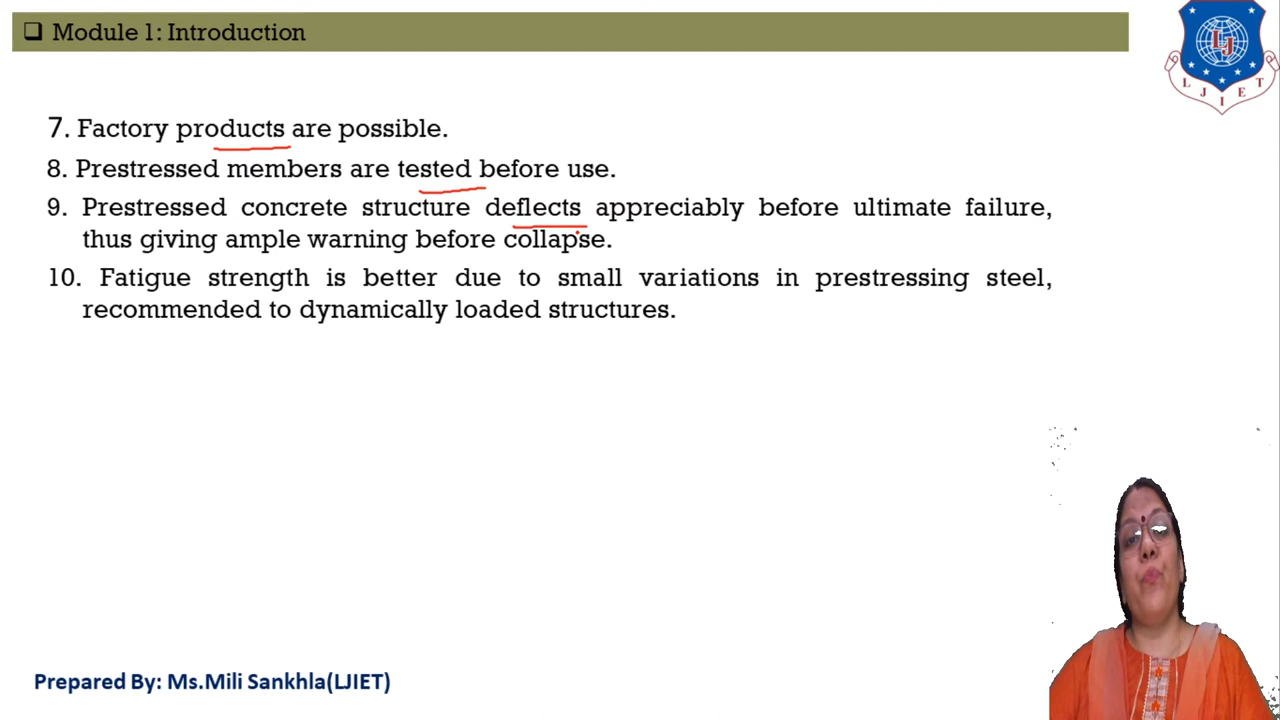 ❑ Module 1: Introduction
LJ
L J I E T
7. Factory products are possible.
8. Prestressed members are tested before use.
9. Prestressed concrete structure deflects appreciably before ultimate failure,
thus giving ample warning before collapse.
10. Fatigue strength is better due to small variations in prestressing steel,
recommended to dynamically loaded structures.
Prepared By: Ms.Mili Sankhla(LJIET)